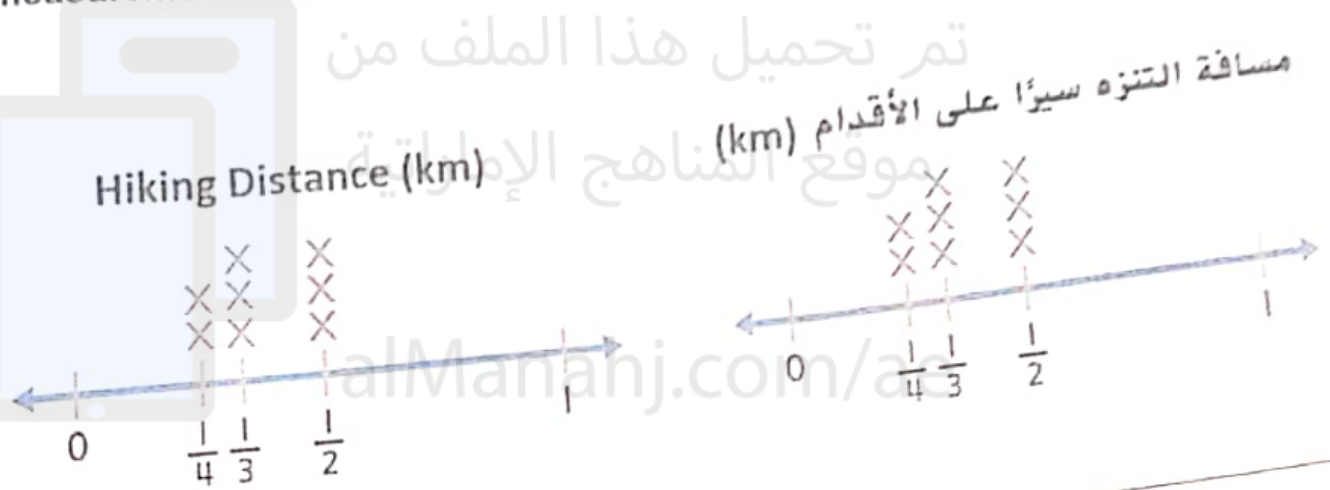 تم تحميل هذا الملف من
موقع المناهج الإماراتية
alManahj.com/ae
Hiking Distance (km)
X X
X X X
X X X
0 1/4 1/3 1/2 1
مسافة التنزه سيرًا على الأقدام (km)
X X
X X X
X X X
0 1/4 1/3 1/2 1